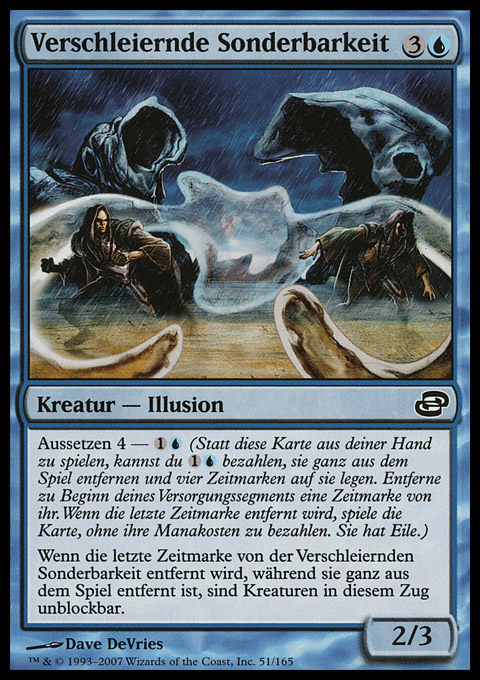 Verschleiernde Sonderbarkeit 3
Kreatur — Illusion
Aussetzen 4 — 1 (Statt diese Karte aus deiner Hand
zu spielen, kannst du 1 bezahlen, sie ganz aus dem
Spiel entfernen und vier Zeitmarken auf sie legen. Entferne
zu Beginn deines Versorgungssegments eine Zeitmarke von
ihr. Wenn die letzte Zeitmarke entfernt wird, spiele die
Karte, ohne ihre Manakosten zu bezahlen. Sie hat Eile.)
Wenn die letzte Zeitmarke von der Verschleiernden
Sonderbarkeit entfernt wird, während sie ganz aus
dem Spiel entfernt ist, sind Kreaturen in diesem Zug
unblockbar.
2/3
Dave DeVries
™ & © 1993–2007 Wizards of the Coast, Inc. 51/165